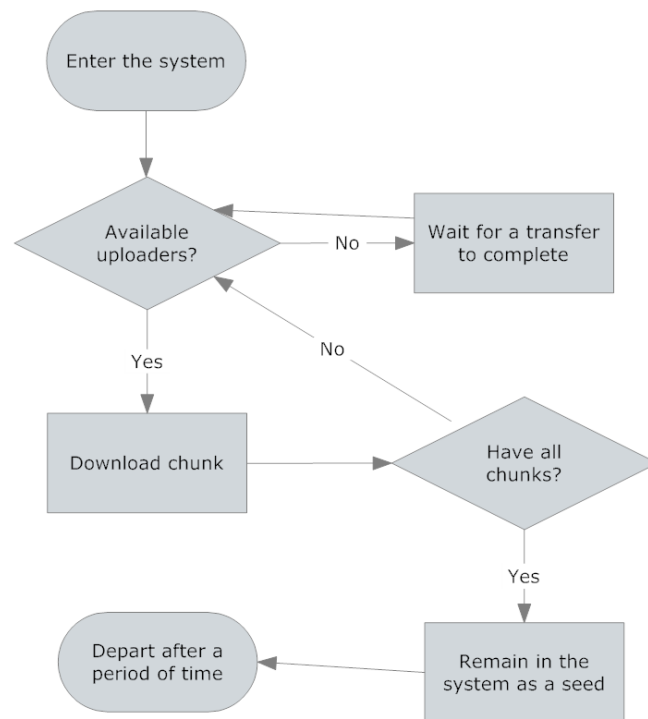 Enter the system
Available
uploaders?
No
Wait for a transfer
to complete
No
Yes
Download chunk
Have all
chunks?
Yes
Depart after a
period of time
Remain in the
system as a seed